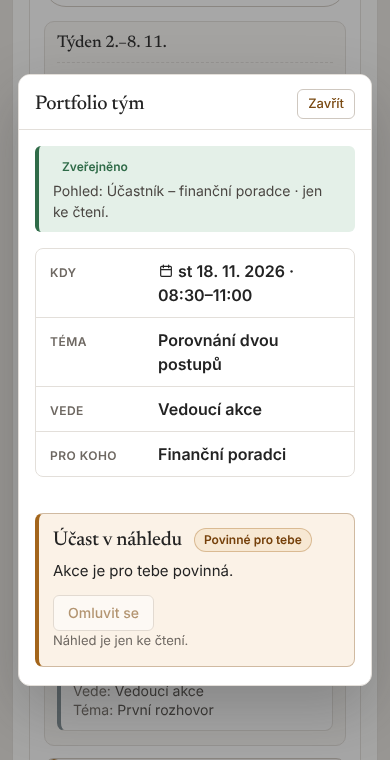 Týden 2.–8. 11.
Portfolio tým
Zavřít
Zveřejněno
Pohled: Účastník – finanční poradce · jen
ke čtení.
KDY
st 18. 11. 2026 ·
08:30–11:00
TÉMA
Porovnání dvou
postupů
VEDE
Vedoucí akce
PRO KOHO
Finanční poradci
Účast v náhledu
Povinné pro tebe
Akce je pro tebe povinná.
Omluvit se
Náhled je jen ke čtení.
Vede: Vedoucí akce
Téma: První rozhovor